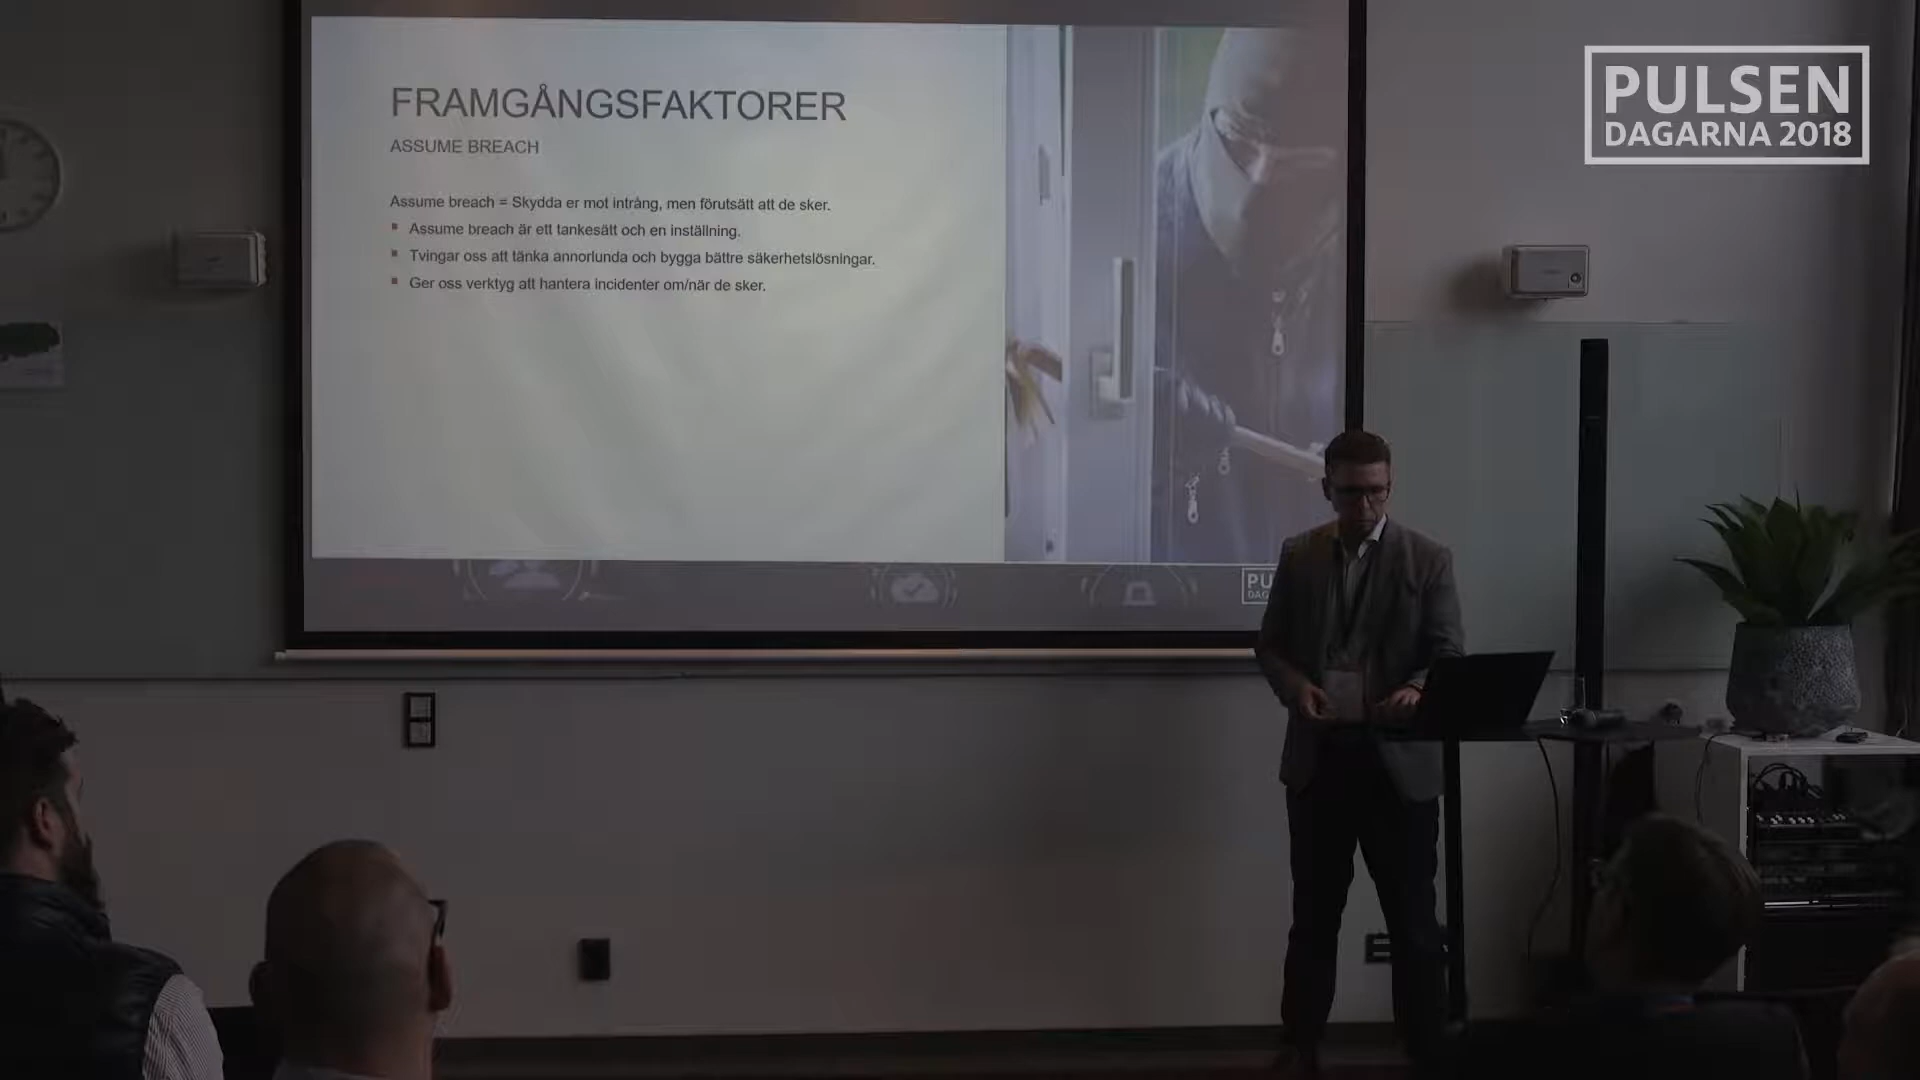 FRAMGÅNGSFAKTORER
ASSUME BREACH
Assume breach = Skydda er mot intrång, men förutsätt att de sker.
Assume breach är ett tankesätt och en inställning.
Tvingar oss att tänka annorlunda och bygga bättre säkerhetslösningar.
Ger oss verktyg att hantera incidenter om/när de sker.
PULSEN
DAGARNA 2018
PU
DAG